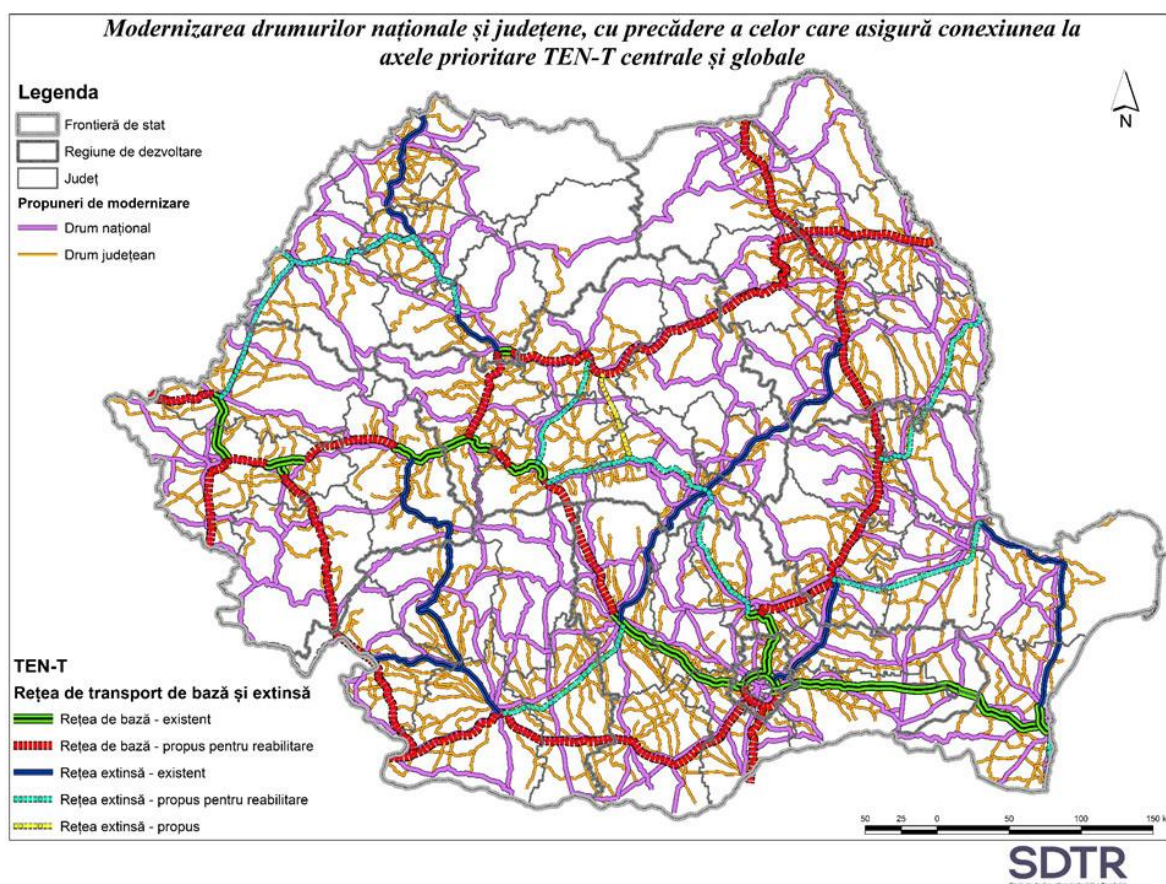 Modernizarea drumurilor naționale și județene, cu precădere a celor care asigură conexiunea la
axele prioritare TEN-T centrale și globale
Legenda
Frontieră de stat
Regiune de dezvoltare
Județ
Propuneri de modernizare
Drum național
Drum județean
N
TEN-T
Rețea de transport de bază și extinsă
Rețea de bază - existent
Rețea de bază - propus pentru reabilitare
Rețea extinsă - existent
Rețea extinsă - propus pentru reabilitare
Rețea extinsă - propus
50 25 0 50 100 150 k
SDTR